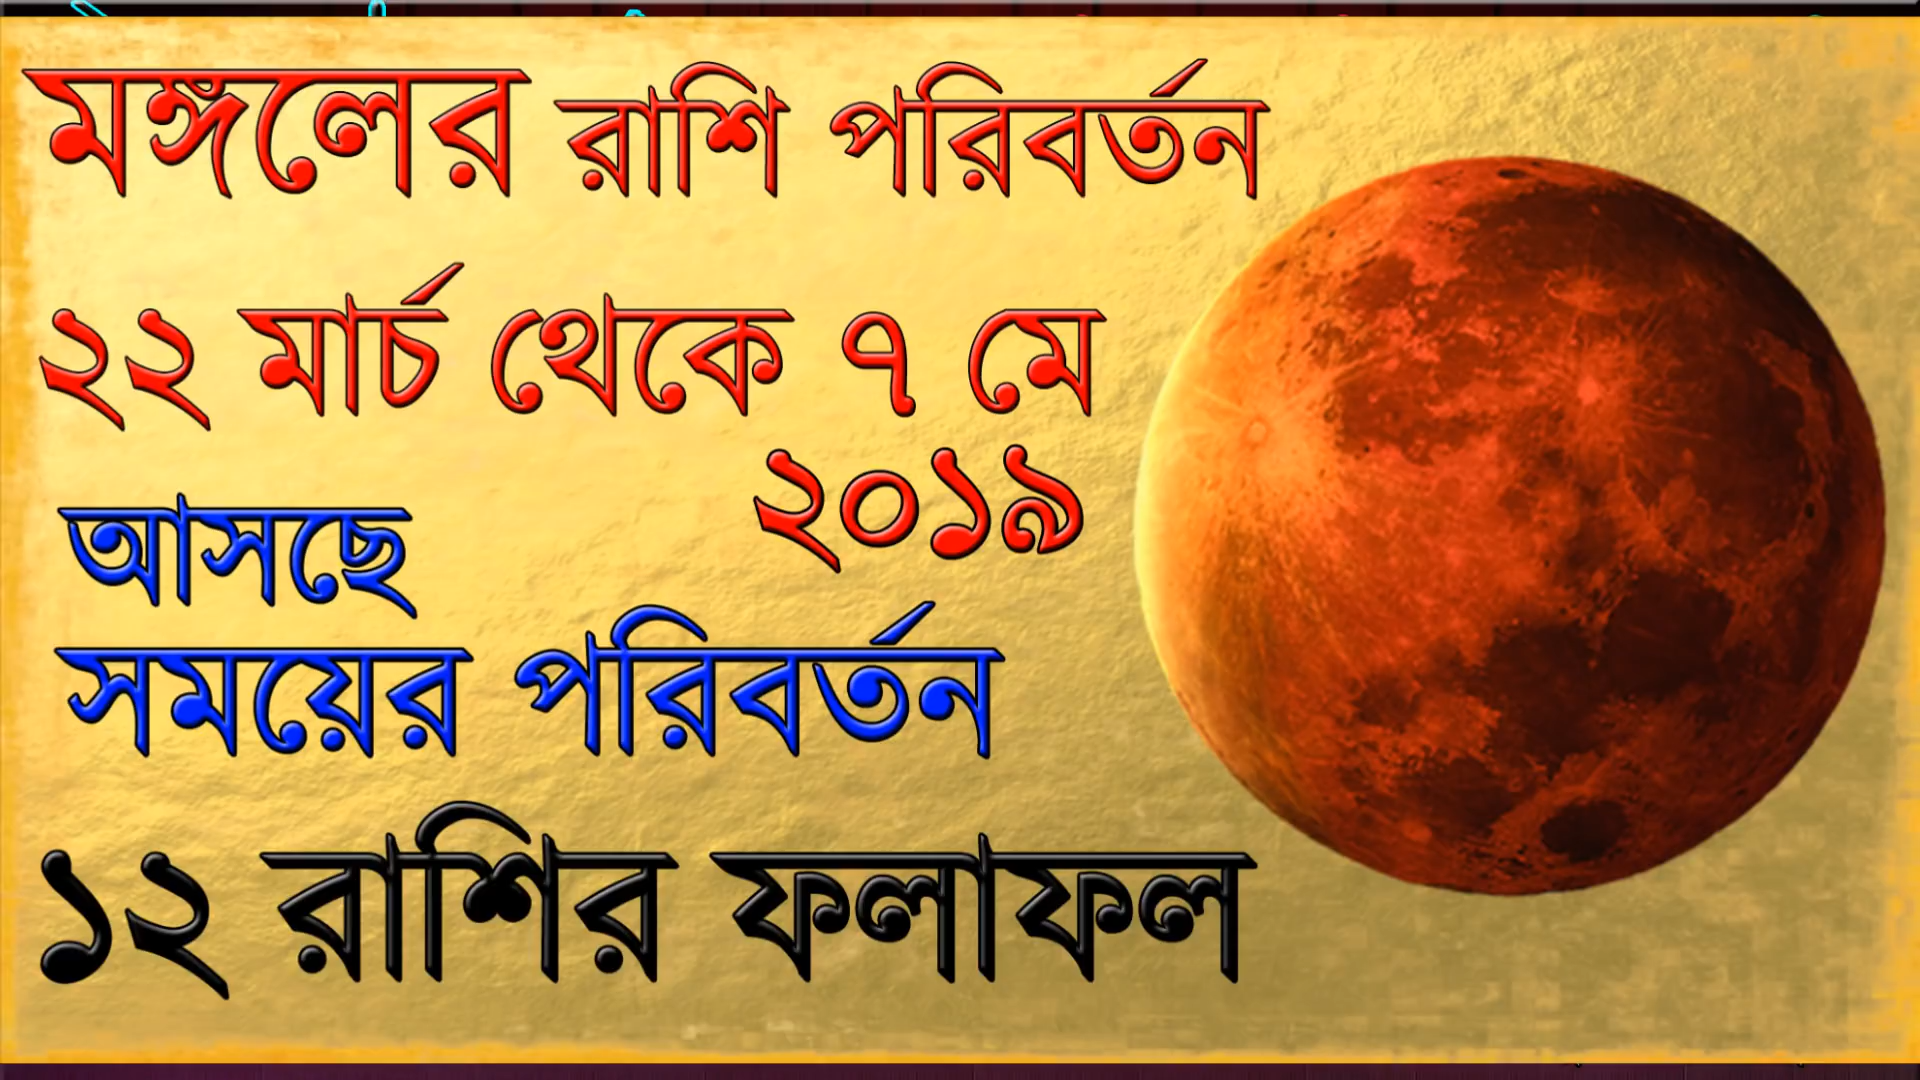 মঙ্গলের রাশি পরিবর্তন
২২ মার্চ থেকে ৭ মে
২০১৯
আসছে
সময়ের পরিবর্তন
১২ রাশির ফলাফল